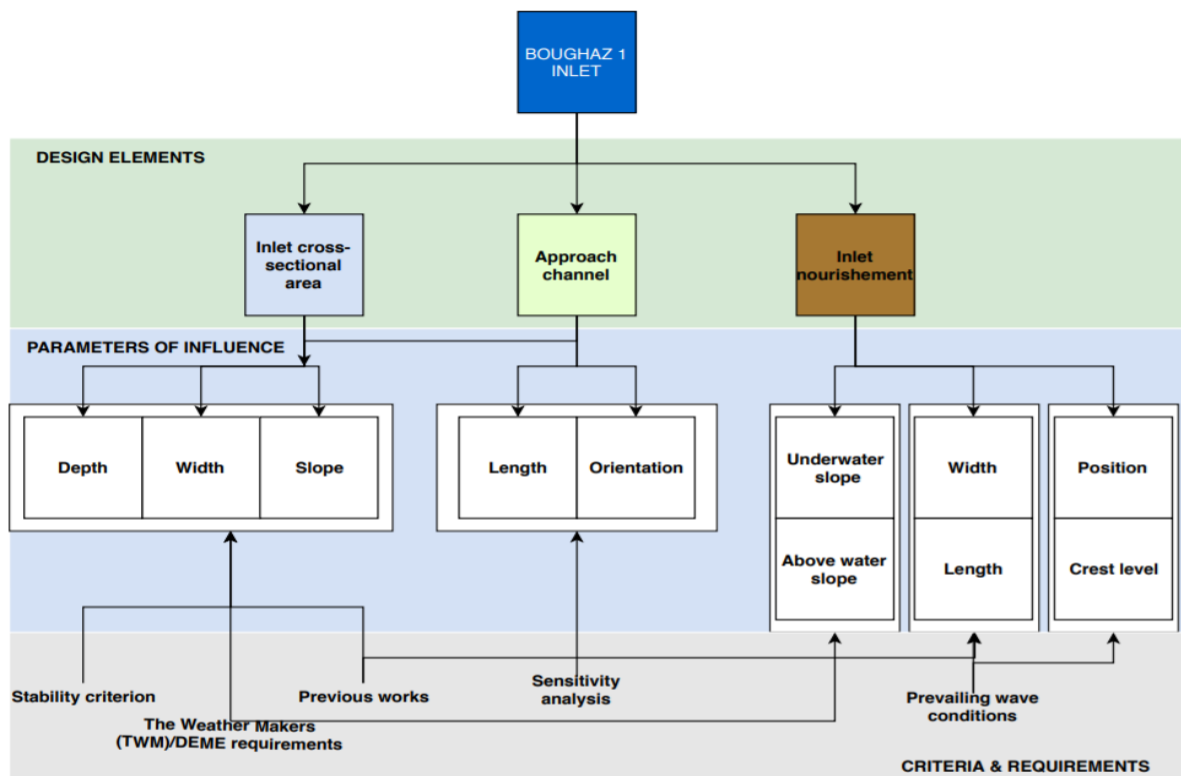 BOUGHAZ 1
INLET
DESIGN ELEMENTS
Inlet cross-
sectional
area
Approach
channel
Inlet
nourishement
PARAMETERS OF INFLUENCE
Depth
Width
Slope
Length
Orientation
Underwater
slope
Above water
slope
Width
Length
Position
Crest level
Stability criterion
Previous works
Sensitivity
analysis
Prevailing wave
conditions
The Weather Makers
(TWM)/DEME requirements
CRITERIA & REQUIREMENTS